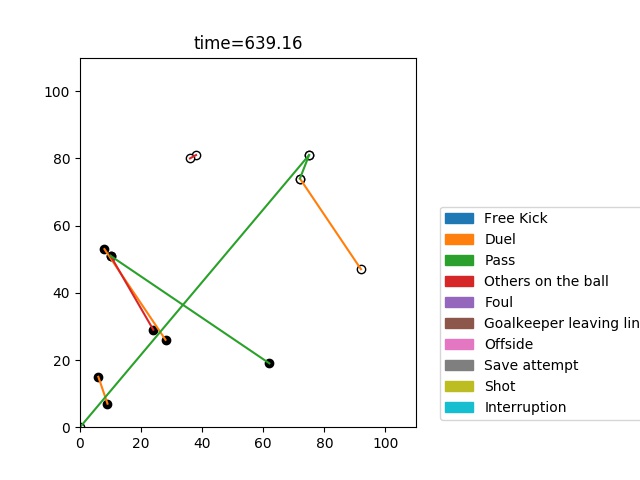 time=639.16
100
80
60
40
20
0
0 20 40 60 80 100
Free Kick
Duel
Pass
Others on the ball
Foul
Goalkeeper leaving lin
Offside
Save attempt
Shot
Interruption